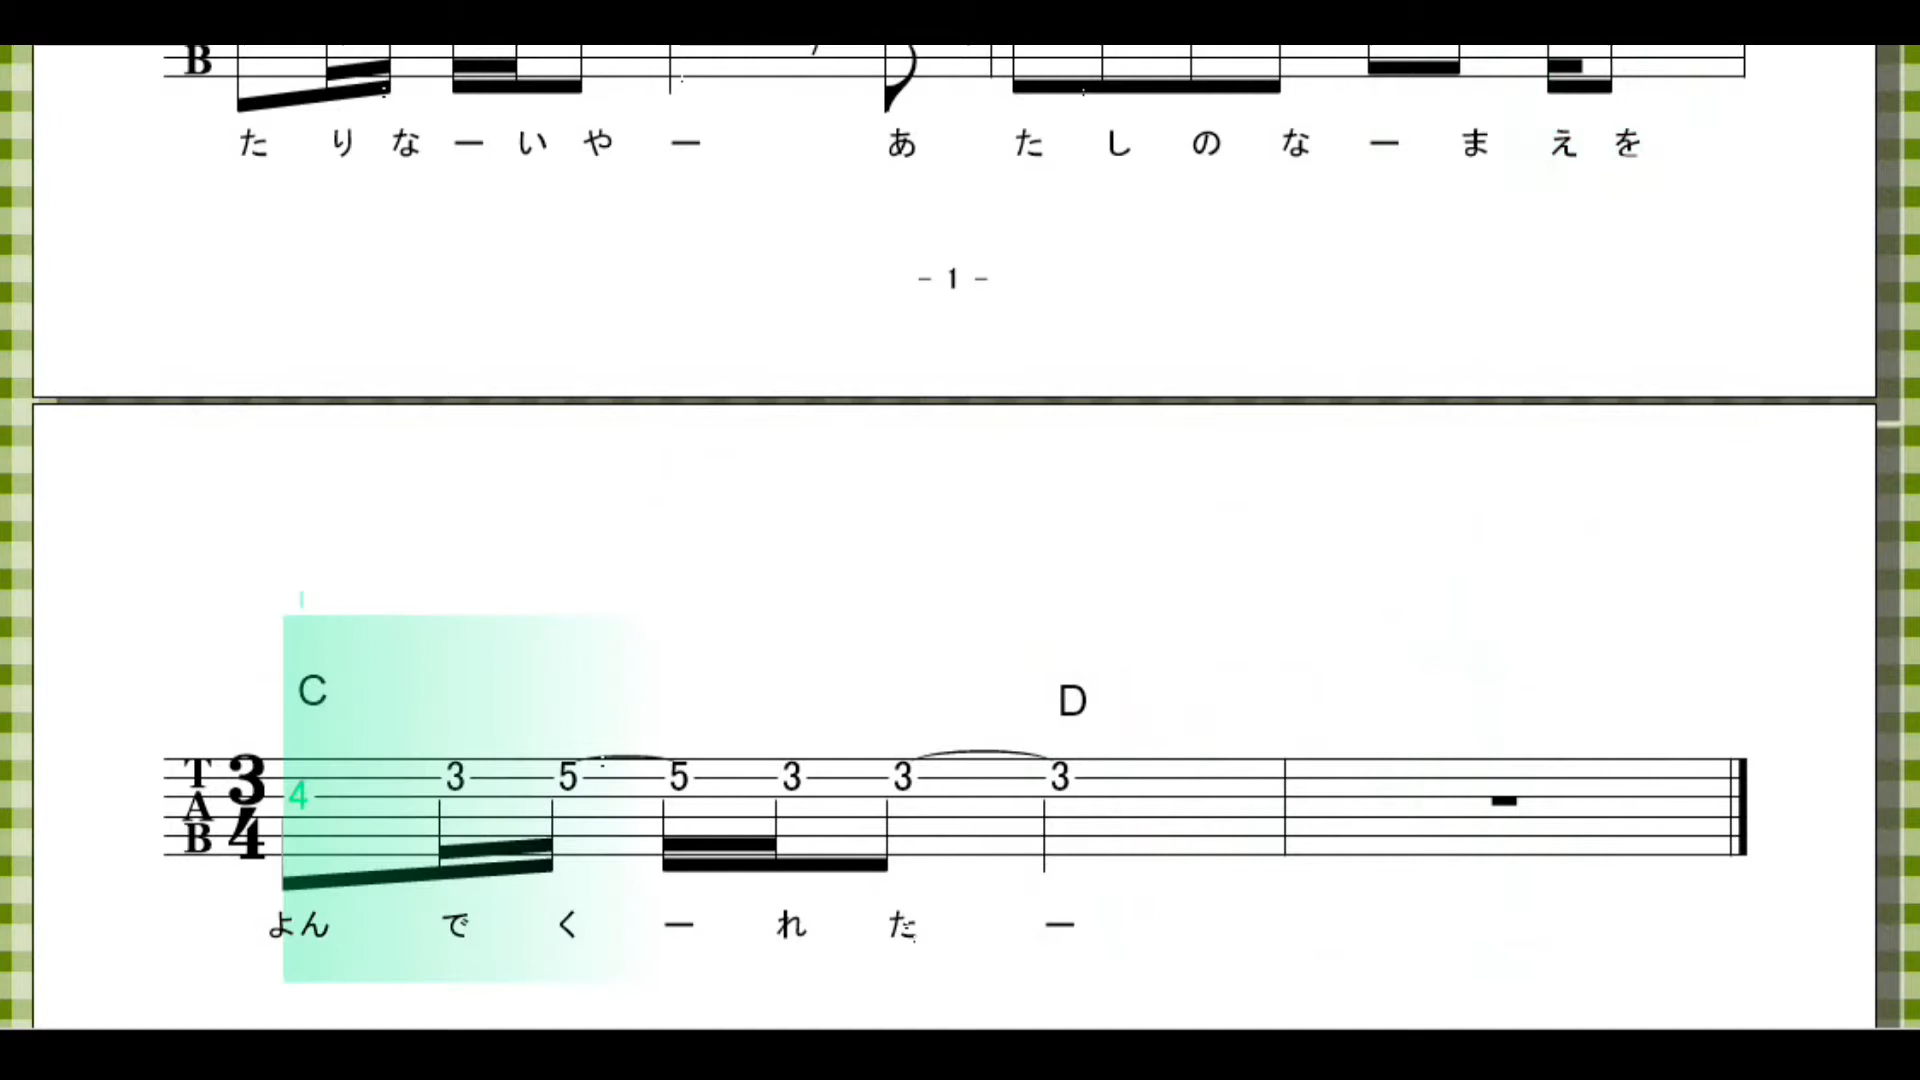 B
たりなーいやー あたしのなーまえを
- 1 -
C D
T A B 3 4 4 3 5 5 3 3 3
よんでくーれたー